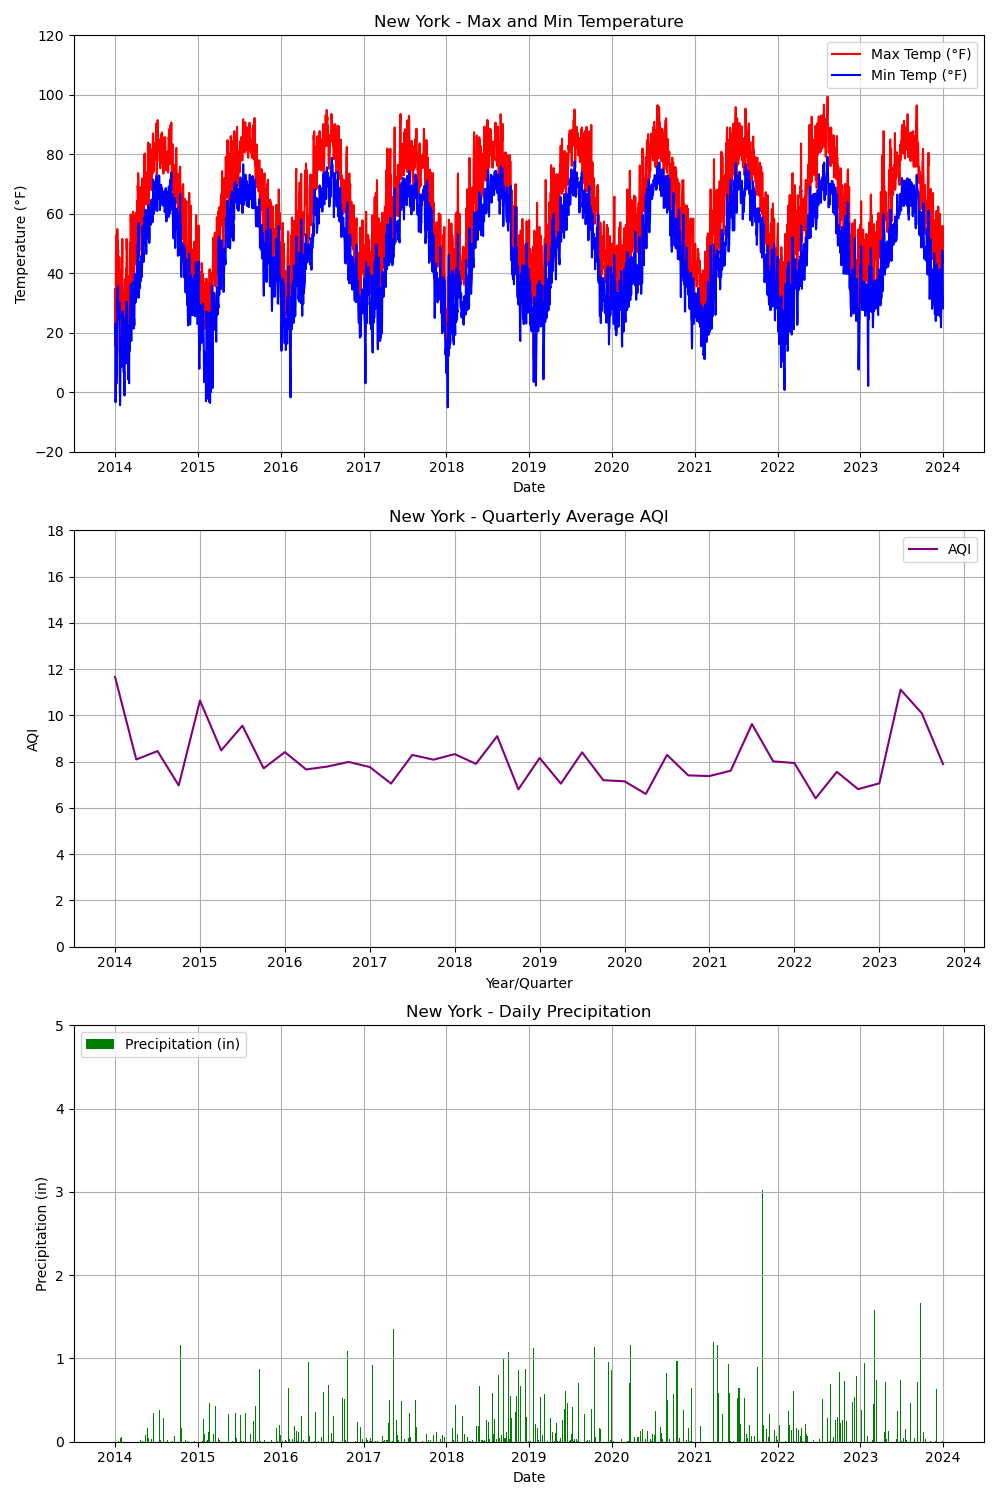 New York - Max and Min Temperature
Temperature (°F)
120
100
80
60
40
20
0
−20
Max Temp (°F)
Min Temp (°F)
2014 2015 2016 2017 2018 2019 2020 2021 2022 2023 2024
Date
New York - Quarterly Average AQI
AQI
18
16
14
12
10
8
6
4
2
0
AQI
2014 2015 2016 2017 2018 2019 2020 2021 2022 2023 2024
Year/Quarter
New York - Daily Precipitation
Precipitation (in)
5
4
3
2
1
0
Precipitation (in)
2014 2015 2016 2017 2018 2019 2020 2021 2022 2023 2024
Date